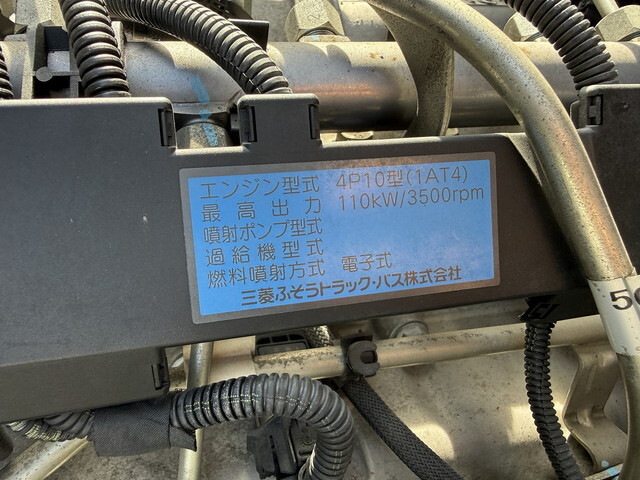 エンジン型式 4P10型(1AT4)
最高出力 110kW/3500rpm
噴射ポンプ型式
過給機型式
燃料噴射方式 電子式
三菱ふそうトラック・バス株式会社